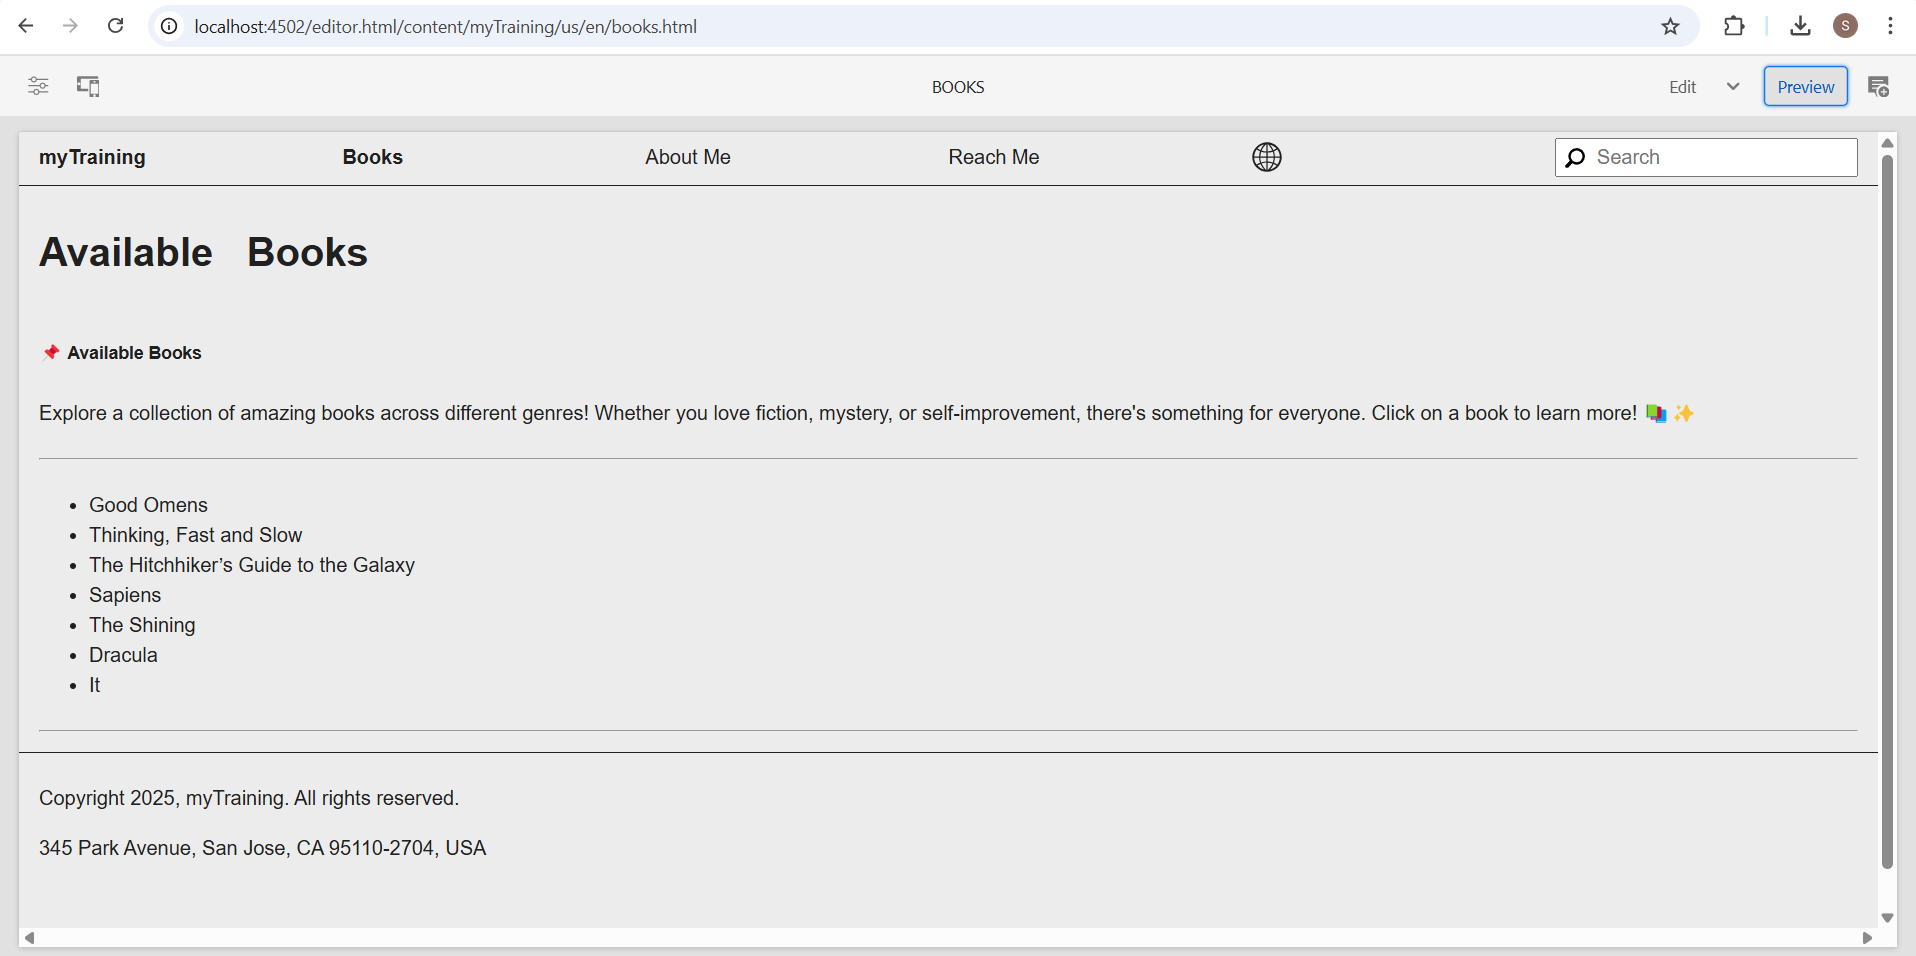 localhost:4502/editor.html/content/myTraining/us/en/books.html
S
BOOKS
Edit
Preview
myTraining Books About Me Reach Me Search
Available Books
📌 Available Books
Explore a collection of amazing books across different genres! Whether you love fiction, mystery, or self-improvement, there's something for everyone. Click on a book to learn more! 📚 ✨
• Good Omens
• Thinking, Fast and Slow
• The Hitchhiker’s Guide to the Galaxy
• Sapiens
• The Shining
• Dracula
• It
Copyright 2025, myTraining. All rights reserved.
345 Park Avenue, San Jose, CA 95110-2704, USA